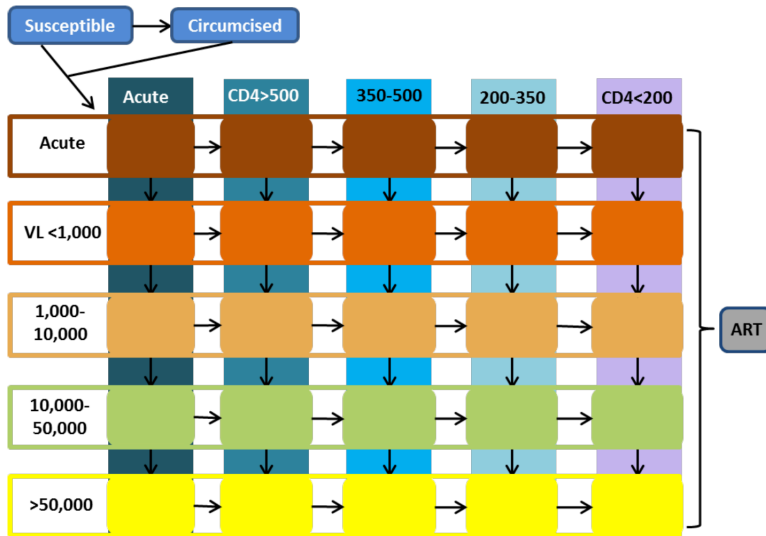 Susceptible
Circumcised
Acute
CD4>500
350-500
200-350
CD4<200
Acute
VL <1,000
1,000-
10,000
ART
10,000-
50,000
>50,000